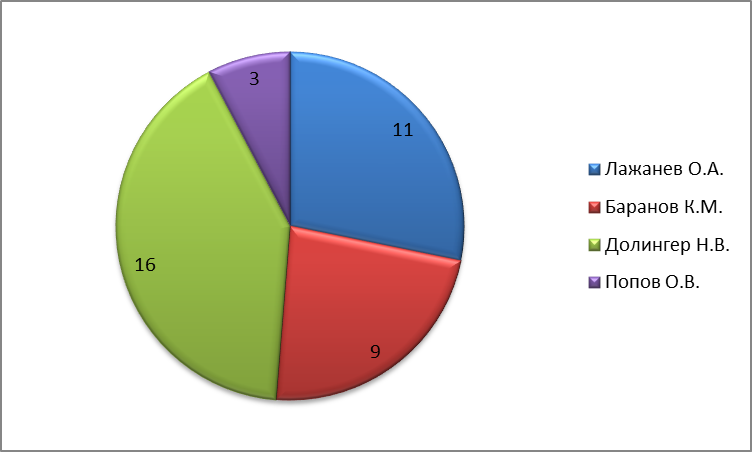 3
11
16
9
Лажанев О.А.
Баранов К.М.
Долингер Н.В.
Попов О.В.